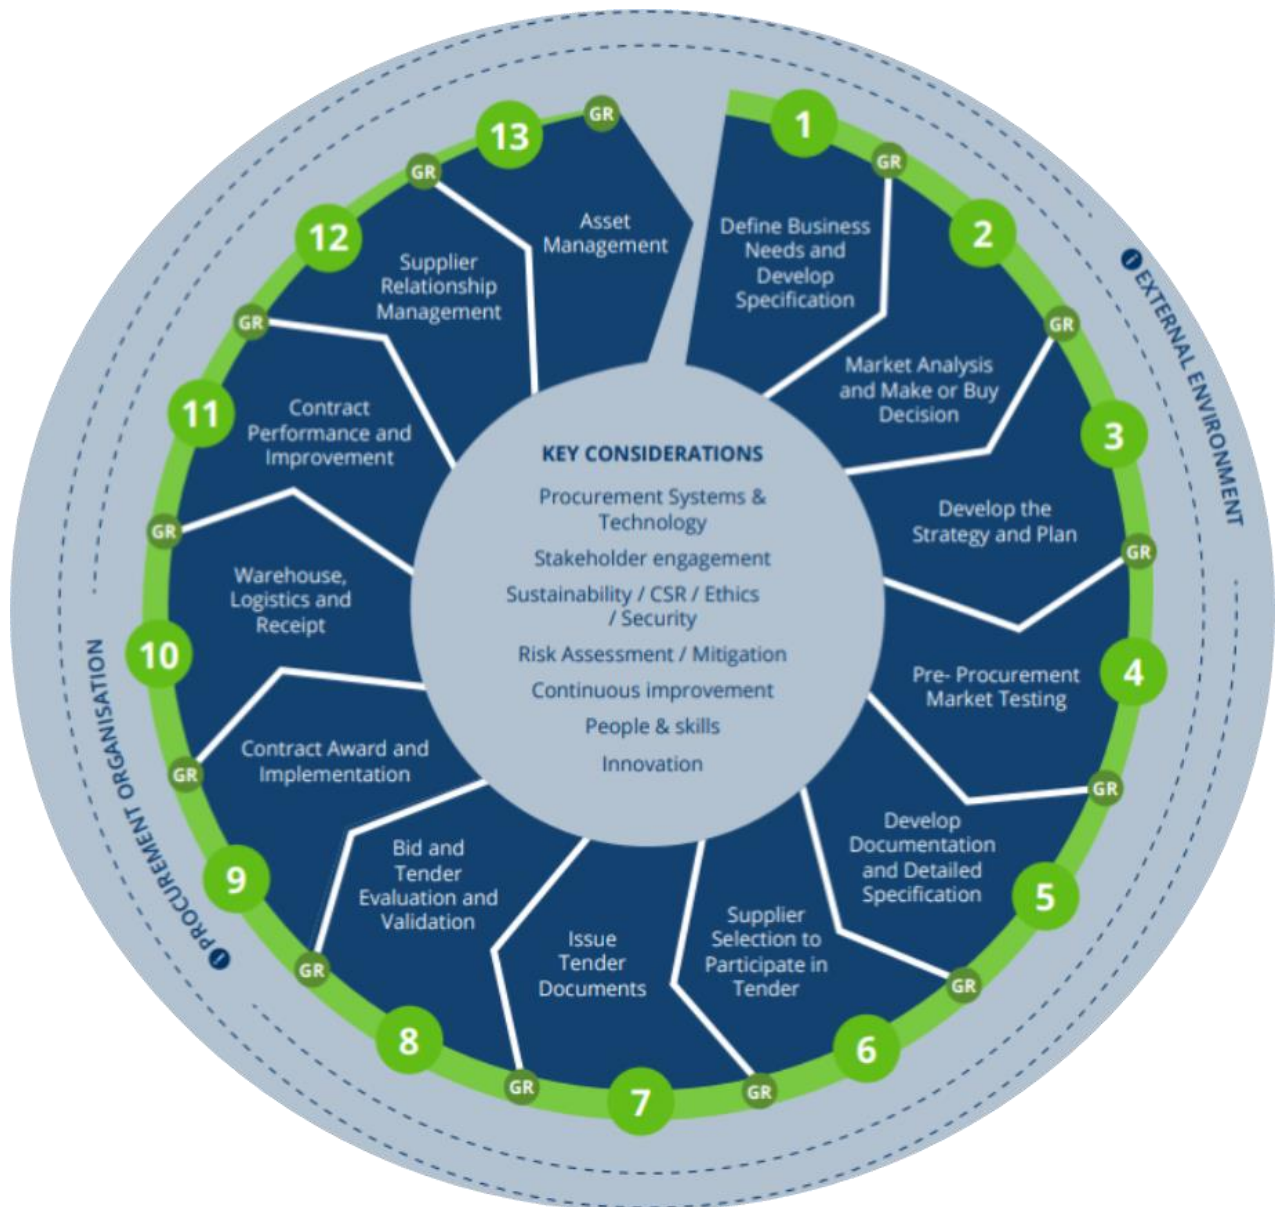 1
GR
Define Business
Needs and
Develop
Specification
2
GR
Market Analysis
and Make or Buy
Decision
3
GR
Develop the
Strategy and Plan
4
GR
Pre- Procurement
Market Testing
5
GR
Develop
Documentation
and Detailed
Specification
6
GR
Supplier
Selection to
Participate in
Tender
7
GR
Issue
Tender
Documents
8
GR
Bid and
Tender
Evaluation and
Validation
9
GR
Contract Award and
Implementation
10
GR
Warehouse,
Logistics and
Receipt
11
GR
Contract
Performance and
Improvement
12
GR
Supplier
Relationship
Management
13
GR
Asset
Management
KEY CONSIDERATIONS
Procurement Systems &
Technology
Stakeholder engagement
Sustainability / CSR / Ethics
/ Security
Risk Assessment / Mitigation
Continuous improvement
People & skills
Innovation
i EXTERNAL ENVIRONMENT
i PROCUREMENT ORGANISATION